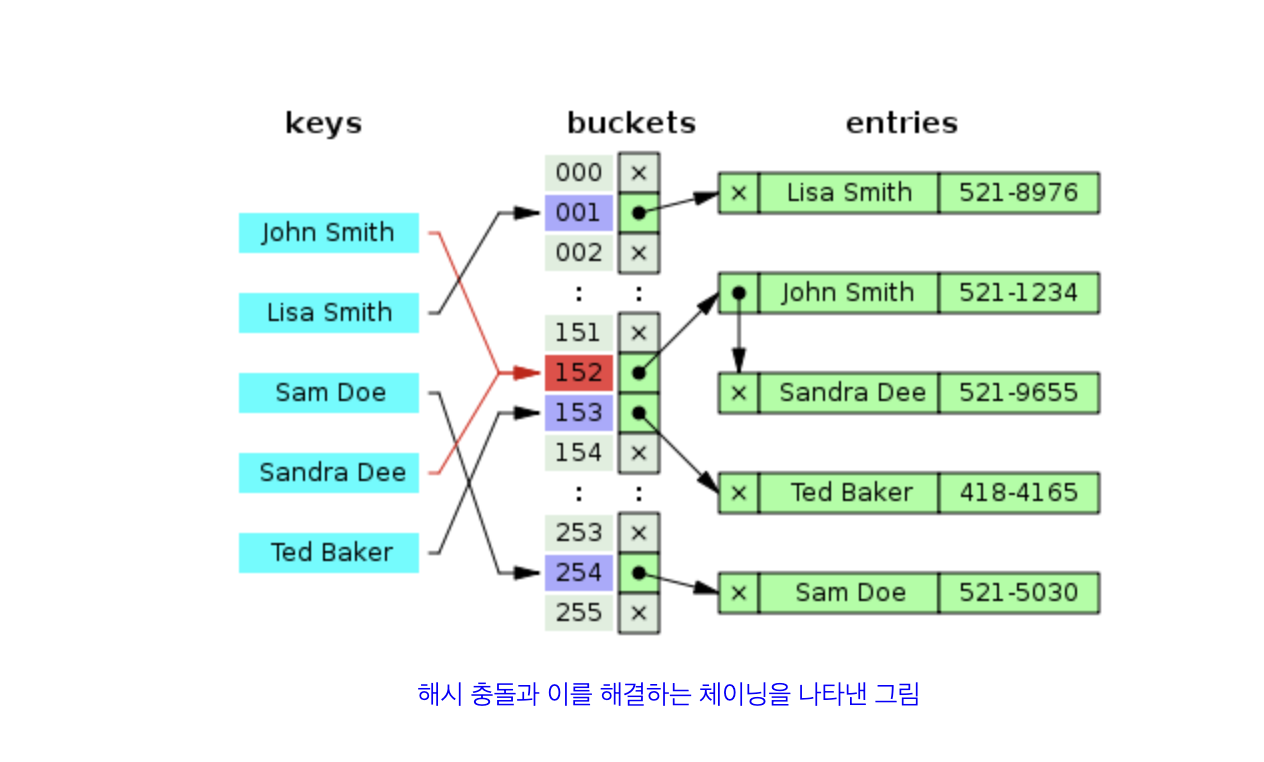 keys buckets entries
000 ×
001
002 ×
: :
151 ×
152
153
154 ×
: :
253 ×
254
255 ×
John Smith
Lisa Smith
Sam Doe
Sandra Dee
Ted Baker
× Lisa Smith 521-8976
John Smith 521-1234
× Sandra Dee 521-9655
× Ted Baker 418-4165
× Sam Doe 521-5030
해시 충돌과 이를 해결하는 체이닝을 나타낸 그림